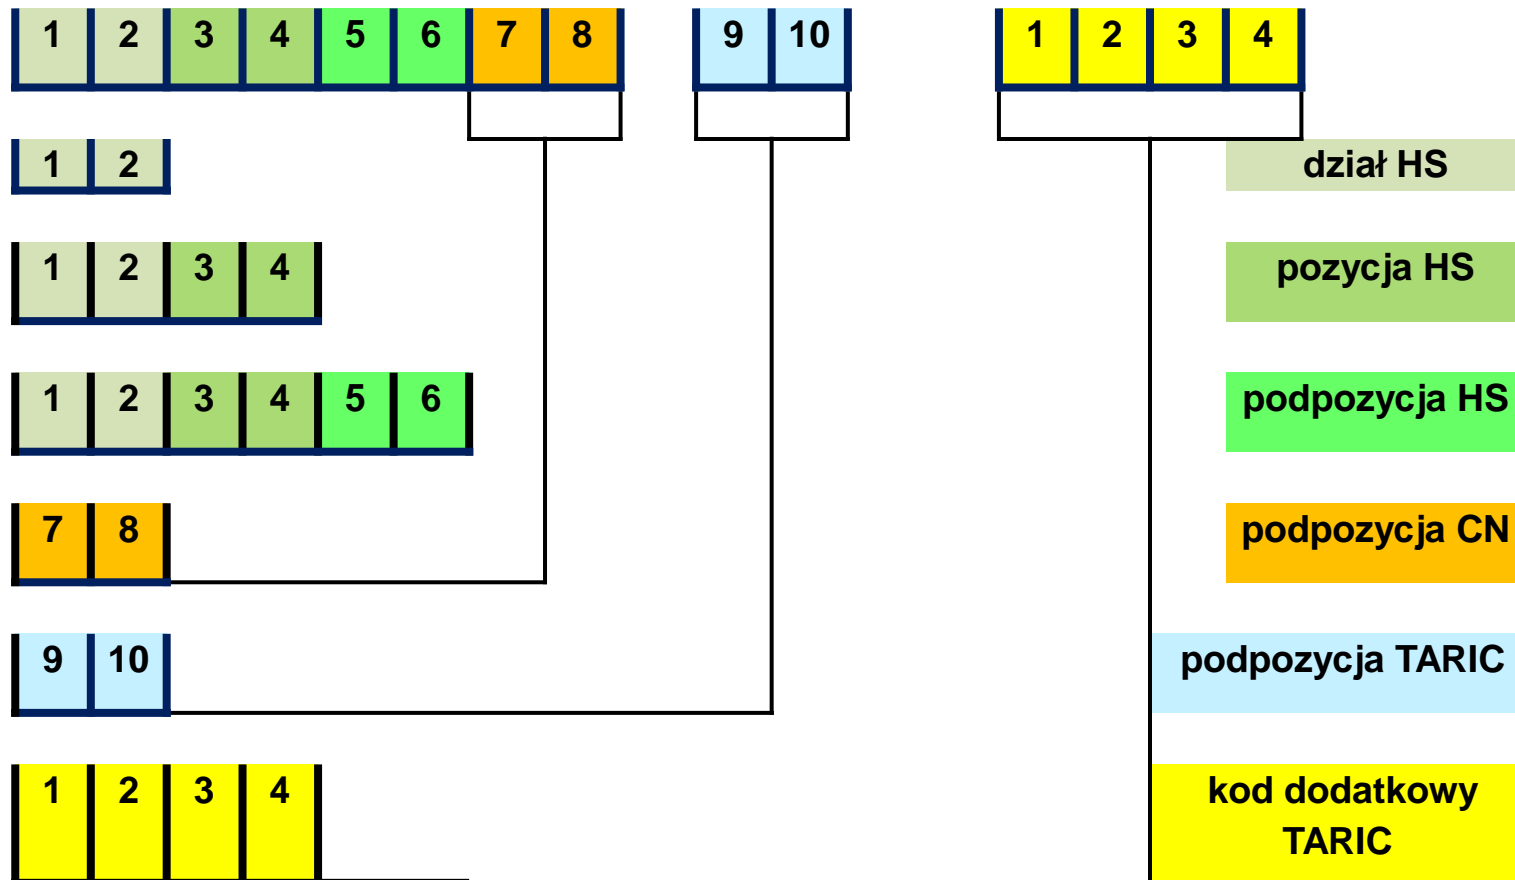 1 2 3 4 5 6 7 8 9 10 1 2 3 4
1 2 dział HS
1 2 3 4 pozycja HS
1 2 3 4 5 6 podpozycja HS
7 8 podpozycja CN
9 10 podpozycja TARIC
1 2 3 4 kod dodatkowy
TARIC